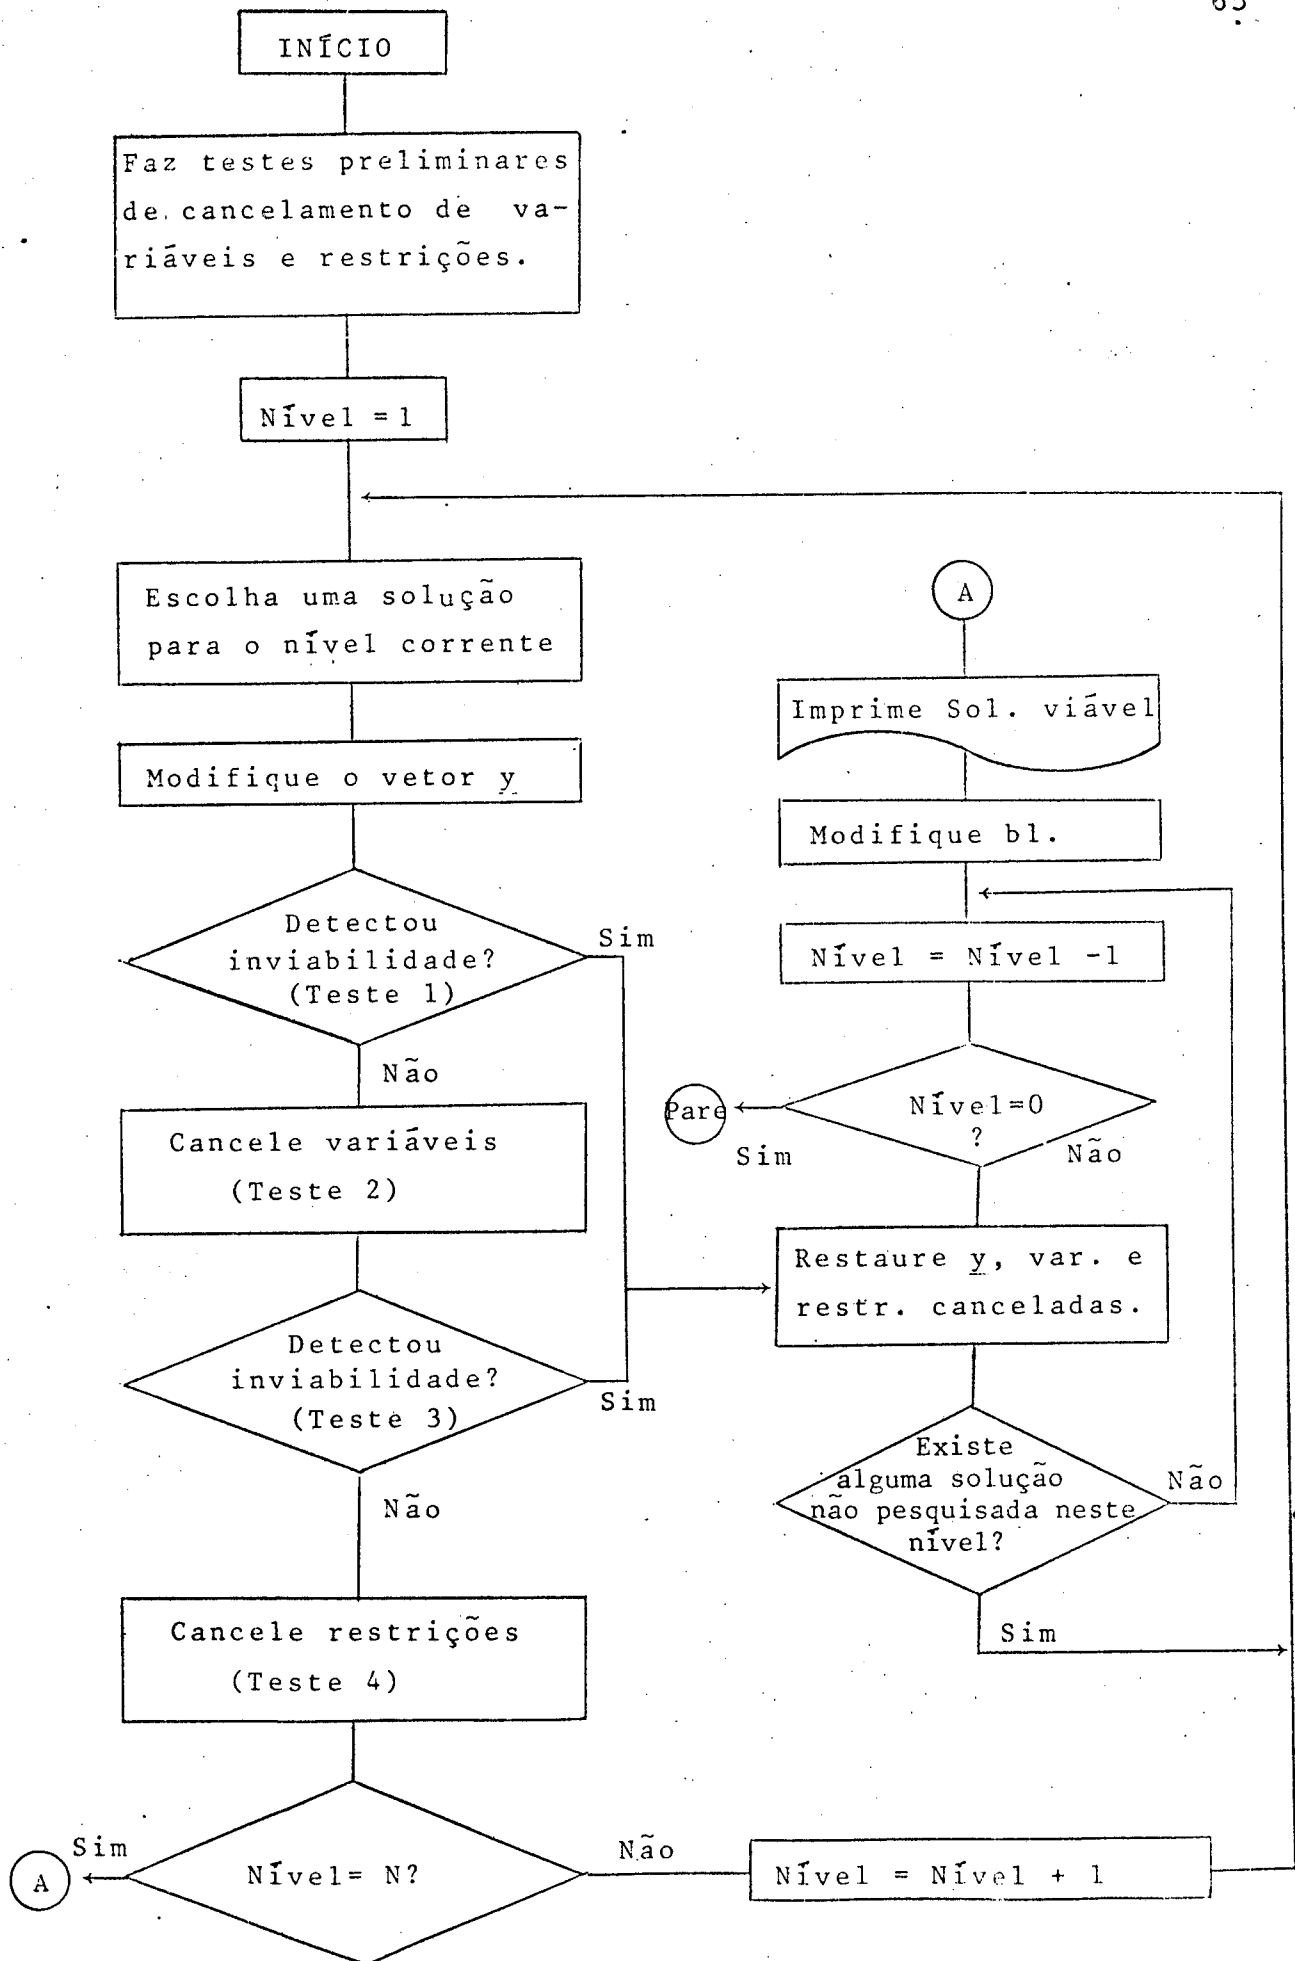 INÍCIO
Faz testes preliminares
de cancelamento de va-
riáveis e restrições.
Nível = 1
Escolha uma solução
para o nível corrente
Modifique o vetor y
Detectou
inviabilidade?
(Teste 1)
Sim
Não
Cancele variáveis
(Teste 2)
Detectou
inviabilidade?
(Teste 3)
Sim
Não
Cancele restrições
(Teste 4)
Nível= N?
Sim
A
Não
Nível = Nível + 1
A
Imprime Sol. viável
Modifique bl.
Nível = Nível -1
Nível=0
?
Pare
Sim
Não
Restaure y, var. e
restr. canceladas.
Existe
alguma solução
não pesquisada neste
nível?
Não
Sim